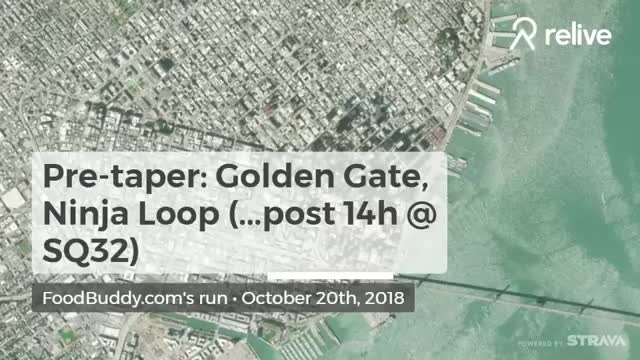 relive
Pre-taper: Golden Gate,
Ninja Loop (...post 14h @
SQ32)
FoodBuddy.com's run • October 20th, 2018
POWERED BY STRAVA